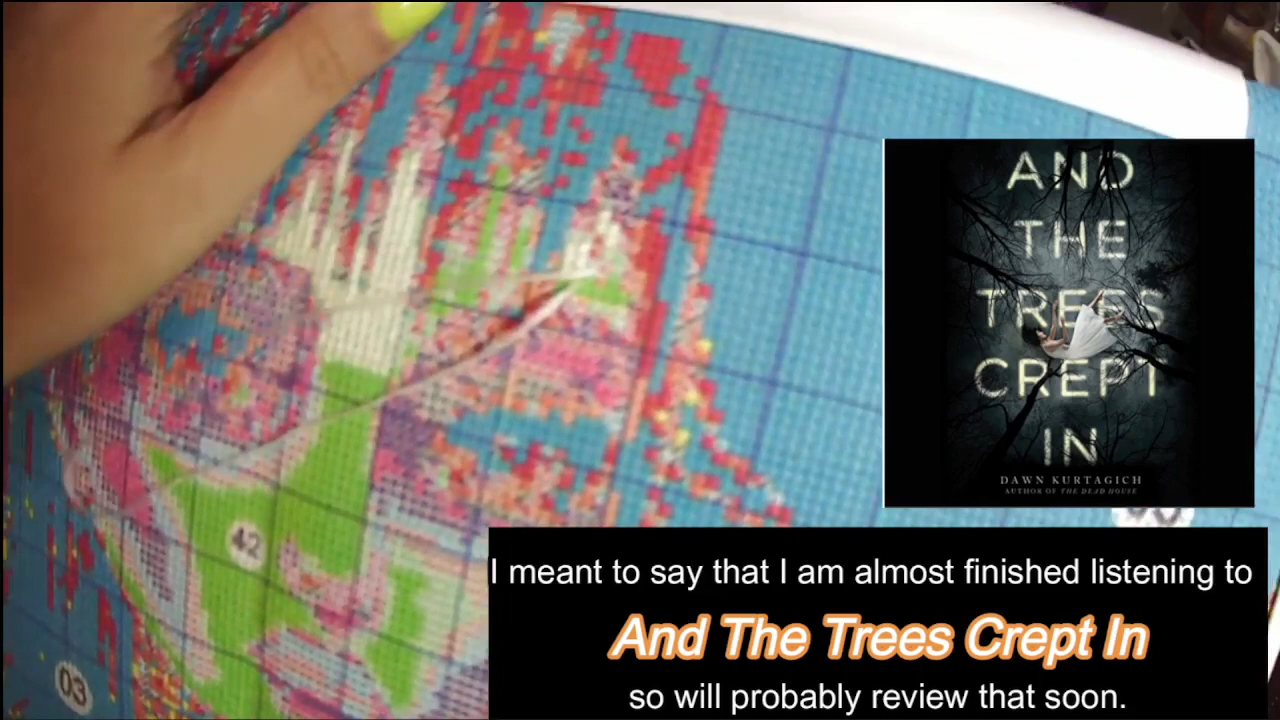 AND
THE
TREES
CREPT
IN
DAWN KURTAGICH
AUTHOR OF THE DEAD HOUSE
42
03
I meant to say that I am almost finished listening to
And The Trees Crept In
so will probably review that soon.